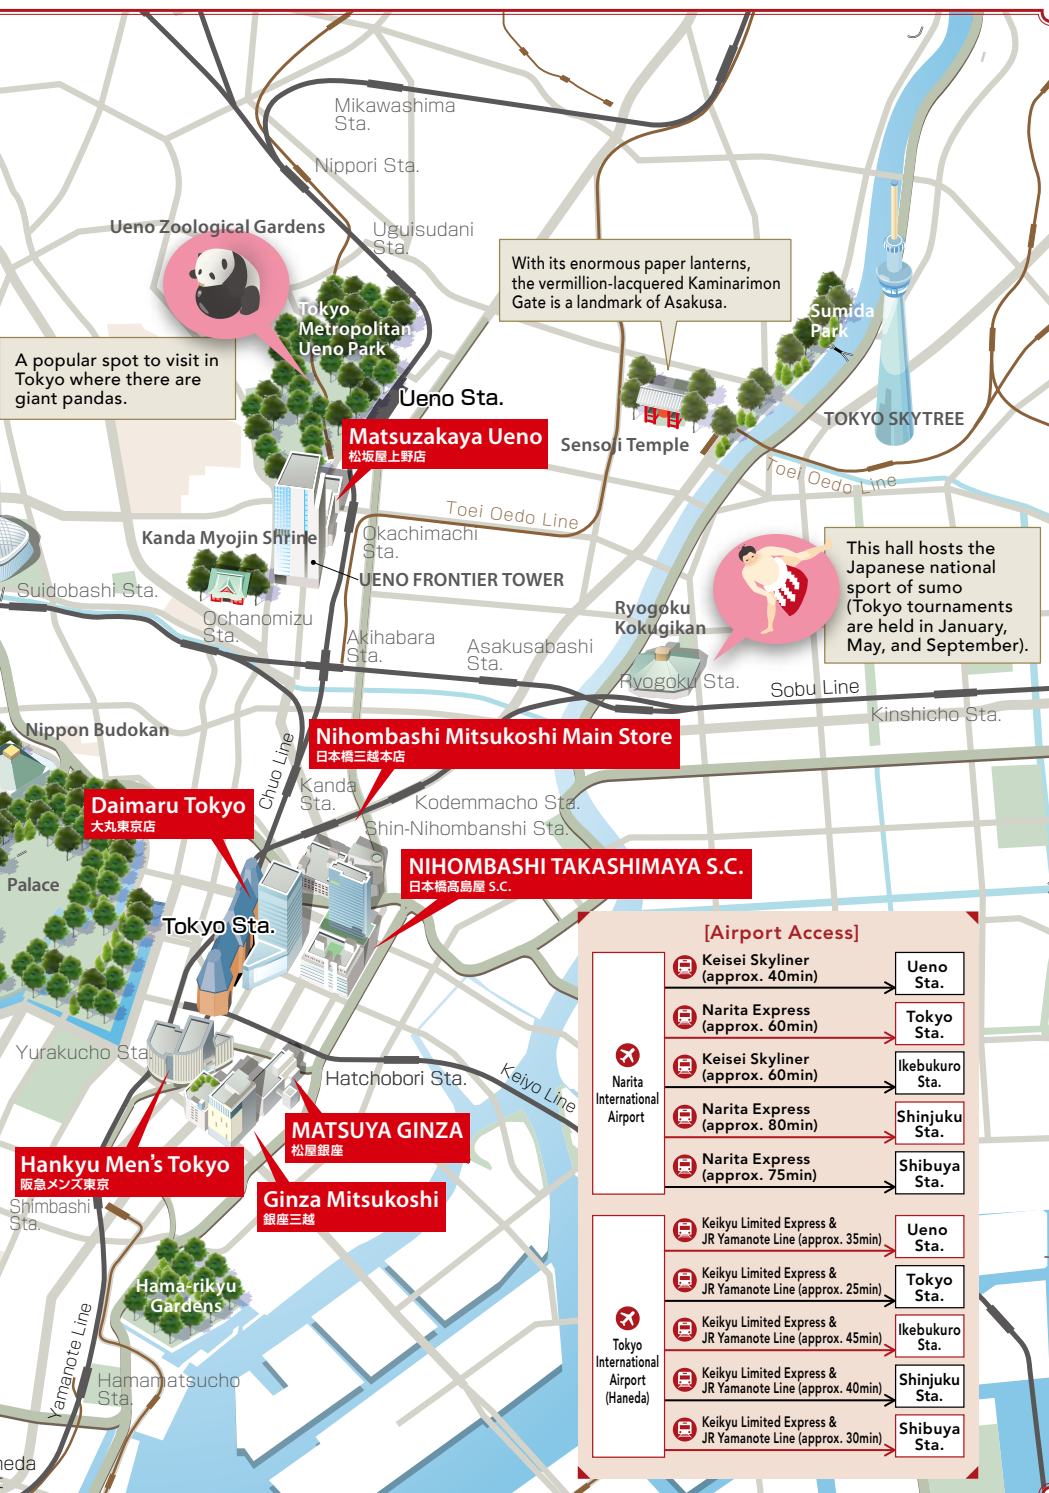 Mikawashima
Sta.
Nippori Sta.
Ueno Zoological Gardens
Uguisudani
Sta.
With its enormous paper lanterns,
the vermillion-lacquered Kaminarimon
Gate is a landmark of Asakusa.
Tokyo
Metropolitan
Ueno Park
Sumida
Park
A popular spot to visit in
Tokyo where there are
giant pandas.
Ueno Sta.
TOKYO SKYTREE
Matsuzakaya Ueno
松坂屋上野店
Sensoji Temple
Toei Oedo Line
Toei Oedo Line
Kanda Myojin Shrine
Okachimachi
Sta.
UENO FRONTIER TOWER
This hall hosts the
Japanese national
sport of sumo
(Tokyo tournaments
are held in January,
May, and September).
Suidobashi Sta.
Ochanomizu
Sta.
Ryogoku
Kokugikan
Akihabara
Sta.
Asakusabashi
Sta.
Ryogoku Sta.
Sobu Line
Kinshicho Sta.
Nippon Budokan
Chuo Line
Nihombashi Mitsukoshi Main Store
日本橋三越本店
Kanda
Sta.
Kodemmacho Sta.
Daimaru Tokyo
大丸東京店
Shin-Nihombanshi Sta.
NIHOMBASHI TAKASHIMAYA S.C.
日本橋髙島屋 S.C.
Palace
Tokyo Sta.
Yurakucho Sta.
Hatchobori Sta.
Keiyo Line
MATSUYA GINZA
松屋銀座
Hankyu Men's Tokyo
阪急メンズ東京
Ginza Mitsukoshi
銀座三越
Shimbashi
Sta.
Hama-rikyu
Gardens
Yamanote Line
Hamamatsucho
Sta.
neda
[Airport Access]
Narita
International
Airport
Keisei Skyliner
(approx. 40min)
Ueno
Sta.
Narita Express
(approx. 60min)
Tokyo
Sta.
Keisei Skyliner
(approx. 60min)
Ikebukuro
Sta.
Narita Express
(approx. 80min)
Shinjuku
Sta.
Narita Express
(approx. 75min)
Shibuya
Sta.
Tokyo
International
Airport
(Haneda)
Keikyu Limited Express &
JR Yamanote Line (approx. 35min)
Ueno
Sta.
Keikyu Limited Express &
JR Yamanote Line (approx. 25min)
Tokyo
Sta.
Keikyu Limited Express &
JR Yamanote Line (approx. 45min)
Ikebukuro
Sta.
Keikyu Limited Express &
JR Yamanote Line (approx. 40min)
Shinjuku
Sta.
Keikyu Limited Express &
JR Yamanote Line (approx. 30min)
Shibuya
Sta.